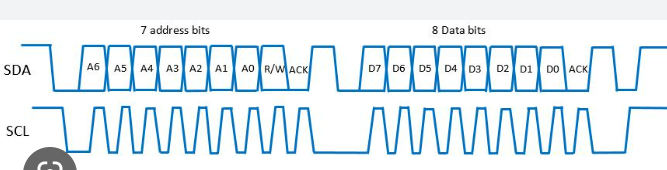 7 address bits 8 Data bits
SDA A6 A5 A4 A3 A2 A1 A0 R/W ACK D7 D6 D5 D4 D3 D2 D1 D0 ACK
SCL